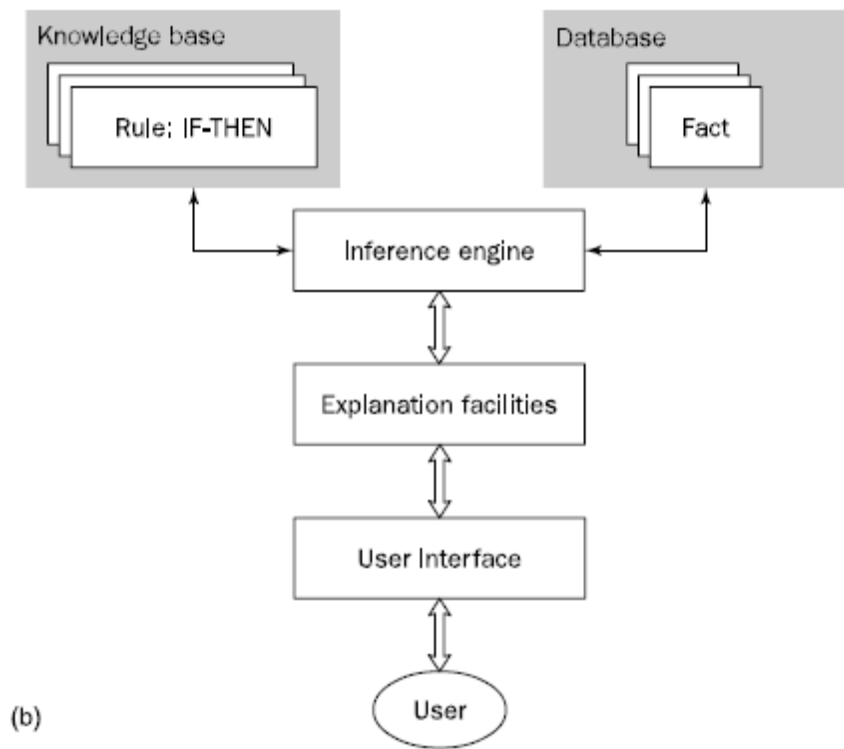 Knowledge base
Database
Rule: IF-THEN
Fact
Inference engine
Explanation facilities
User Interface
User
(b)